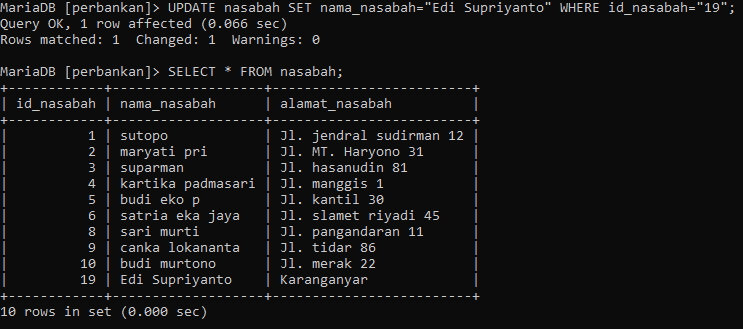 MariaDB [perbankan]> UPDATE nasabah SET nama_nasabah="Edi Supriyanto" WHERE id_nasabah="19";
Query OK, 1 row affected (0.066 sec)
Rows matched: 1  Changed: 1  Warnings: 0

MariaDB [perbankan]> SELECT * FROM nasabah;
+------------+-------------------+--------------------------+
| id_nasabah | nama_nasabah      | alamat_nasabah           |
+------------+-------------------+--------------------------+
|          1 | sutopo            | Jl. jendral sudirman 12 |
|          2 | maryati pri       | Jl. MT. Haryono 31       |
|          3 | suparman          | Jl. hasanudin 81         |
|          4 | kartika padmasari | Jl. manggis 1            |
|          5 | budi eko p        | Jl. kantil 30            |
|          6 | satria eka jaya   | Jl. slamet riyadi 45     |
|          8 | sari murti        | Jl. pangandaran 11       |
|          9 | canka lokananta   | Jl. tidar 86             |
|         10 | budi murtono      | Jl. merak 22             |
|         19 | Edi Supriyanto    | Karanganyar              |
+------------+-------------------+--------------------------+
10 rows in set (0.000 sec)